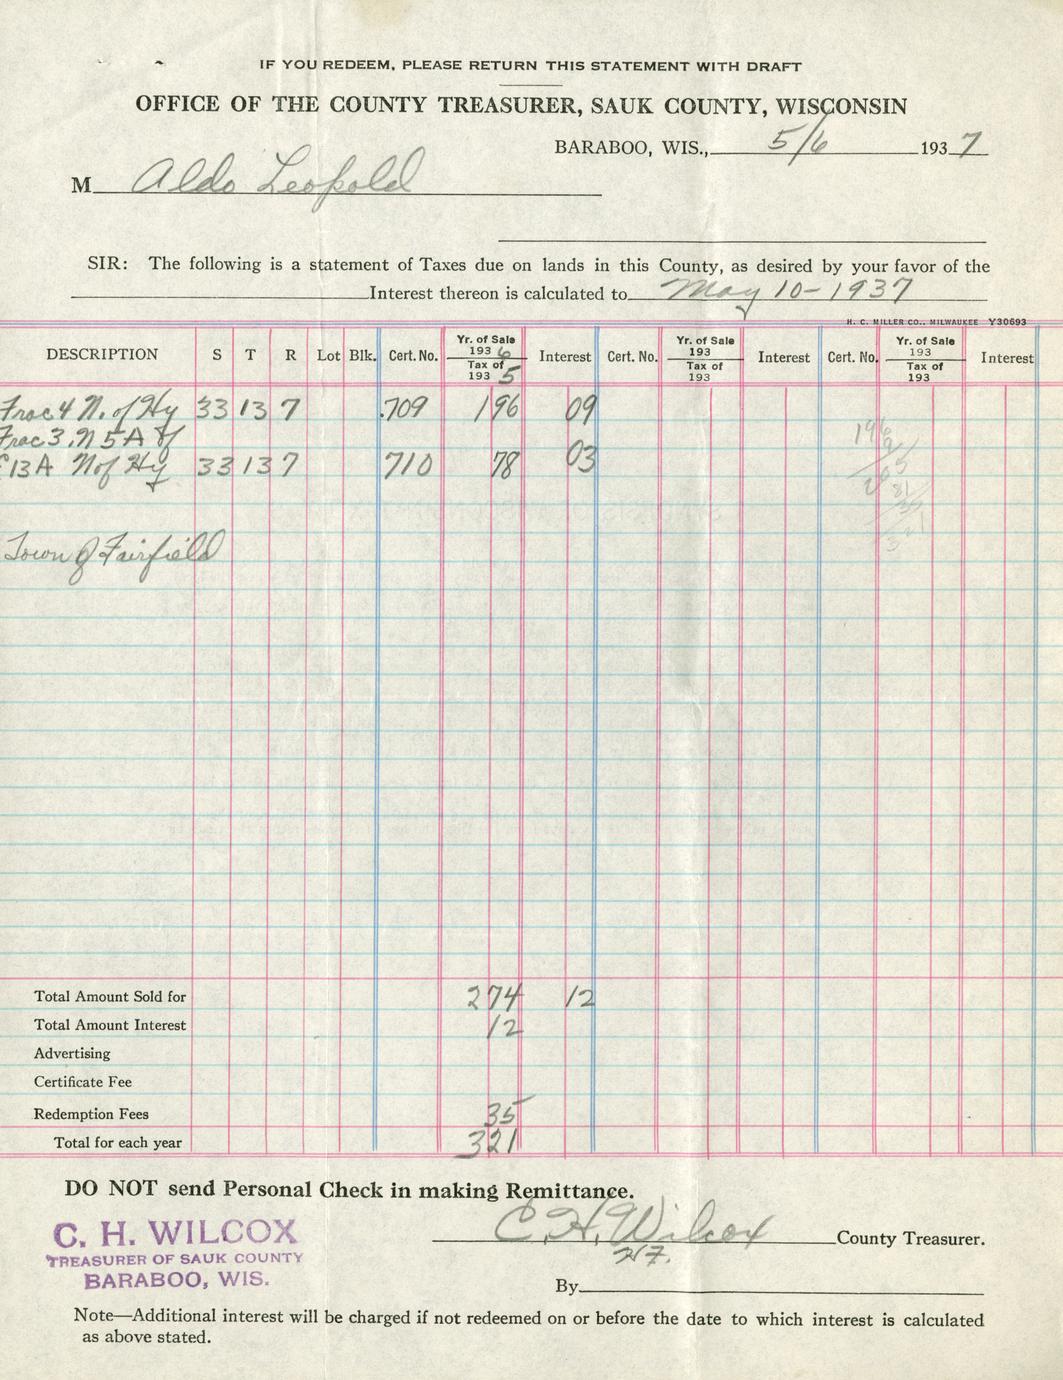 IF YOU REDEEM, PLEASE RETURN THIS STATEMENT WITH DRAFT
OFFICE OF THE COUNTY TREASURER, SAUK COUNTY, WISCONSIN
BARABOO, WIS., 5/6 1937
M Aldo Leopold
SIR: The following is a statement of Taxes due on lands in this County, as desired by your favor of the
Interest thereon is calculated to May 10-1937
H. C. MILLER CO., MILWAUKEE Y30693
DESCRIPTION S T R Lot Blk. Cert. No. Yr. of Sale 1936 Tax of 1935 Interest Cert. No. Yr. of Sale 193 Tax of 193 Interest Cert. No. Yr. of Sale 193 Tax of 193 Interest
Frac 4 N. of Hy 33 13 7 709 196 09
Frac 3, N 5 A of
E13A N of Hy 33 13 7 710 78 03
Town of Fairfield
Total Amount Sold for 274 12
Total Amount Interest 12
Advertising
Certificate Fee
Redemption Fees 35
Total for each year 321
DO NOT send Personal Check in making Remittance.
C. H. WILCOX
TREASURER OF SAUK COUNTY
BARABOO, WIS.
C. H. Wilcox County Treasurer.
By
Note—Additional interest will be charged if not redeemed on or before the date to which interest is calculated
as above stated.